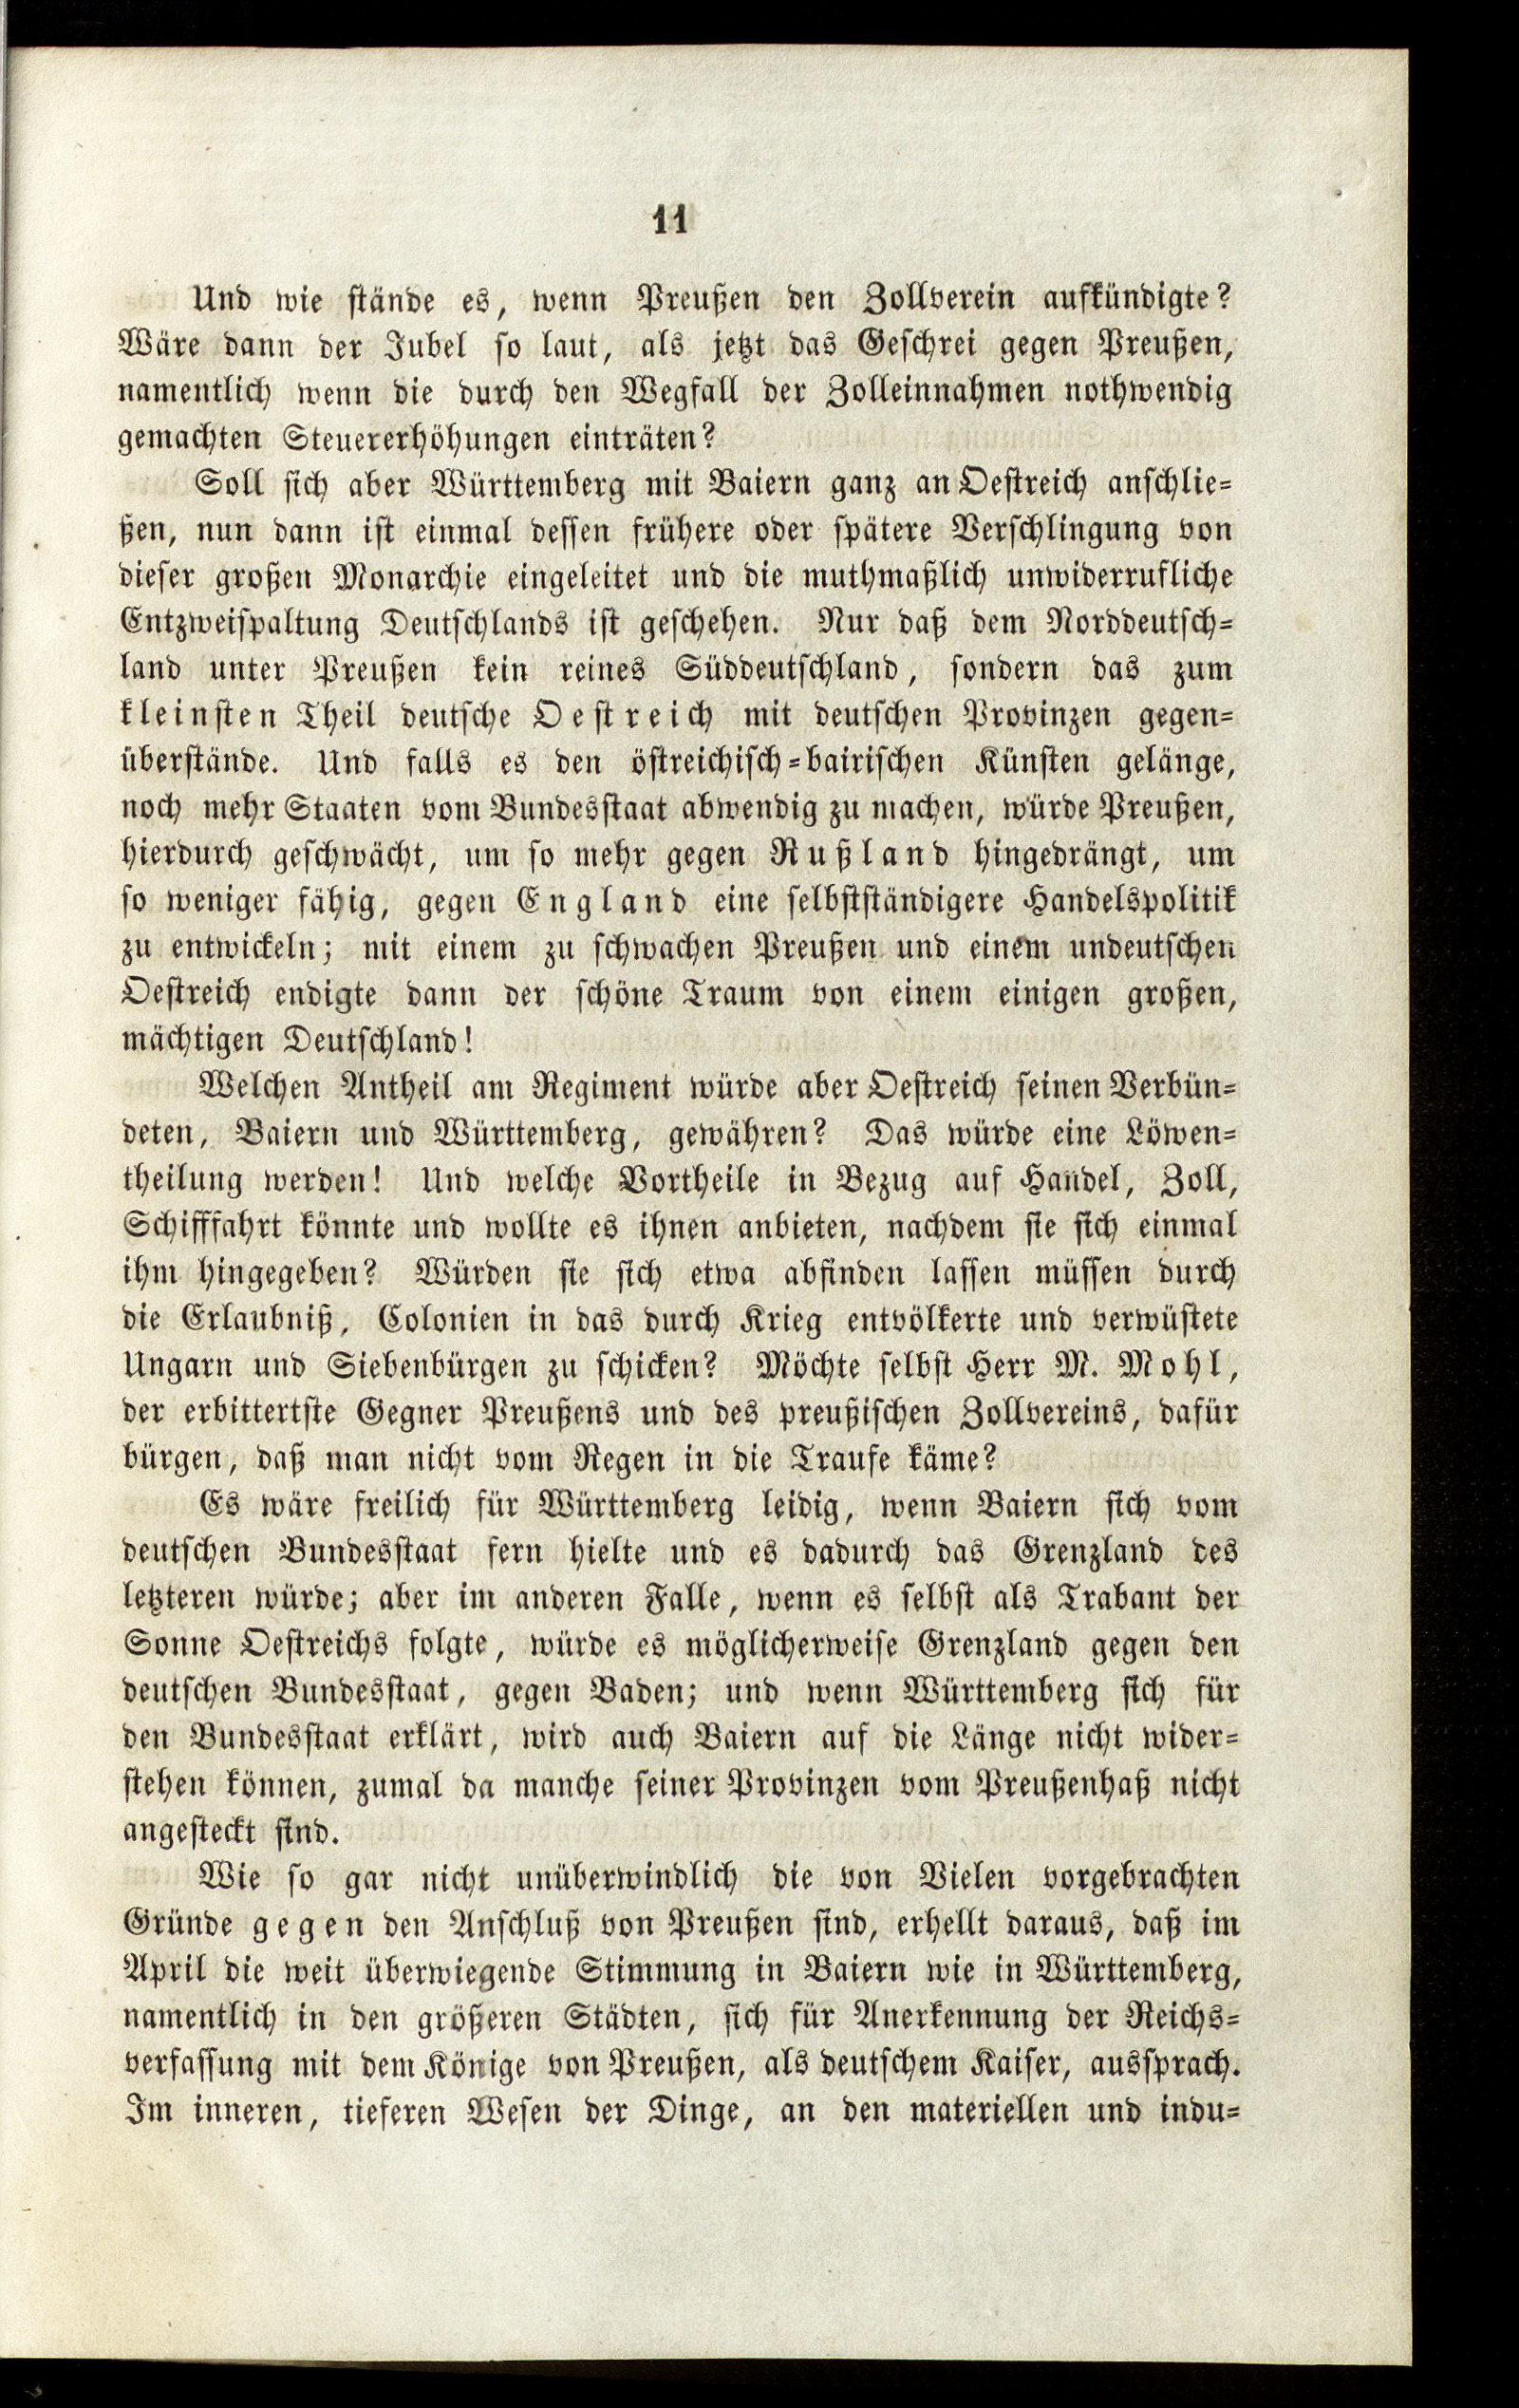 11
Und wie stände es, wenn Preußen den Zollverein aufkündigte?
Wäre dann der Jubel so laut, als jetzt das Geschrei gegen Preußen,
namentlich wenn die durch den Wegfall der Zolleinnahmen nothwendig
gemachten Steuererhöhungen einträten?
Soll sich aber Württemberg mit Baiern ganz an Oestreich anschlie=
ßen, nun dann ist einmal dessen frühere oder spätere Verschlingung von
dieser großen Monarchie eingeleitet und die muthmaßlich unwiderrufliche
Entzweispaltung Deutschlands ist geschehen. Nur daß dem Norddeutsch=
land unter Preußen kein reines Süddeutschland, sondern das zum
kleinsten Theil deutsche Oestreich mit deutschen Provinzen gegen=
überstände. Und falls es den östreichisch=bairischen Künsten gelänge,
noch mehr Staaten vom Bundesstaat abwendig zu machen, würde Preußen,
hierdurch geschwächt, um so mehr gegen Rußland hingedrängt, um
so weniger fähig, gegen England eine selbstständigere Handelspolitik
zu entwickeln; mit einem zu schwachen Preußen und einem undeutschen
Oestreich endigte dann der schöne Traum von einem einigen großen,
mächtigen Deutschland!
Welchen Antheil am Regiment würde aber Oestreich seinen Verbün=
deten, Baiern und Württemberg, gewähren? Das würde eine Löwen=
theilung werden! Und welche Vortheile in Bezug auf Handel, Zoll,
Schifffahrt könnte und wollte es ihnen anbieten, nachdem sie sich einmal
ihm hingegeben? Würden sie sich etwa abfinden lassen müssen durch
die Erlaubniß, Colonien in das durch Krieg entvölkerte und verwüstete
Ungarn und Siebenbürgen zu schicken? Möchte selbst Herr M. Mohl,
der erbittertste Gegner Preußens und des preußischen Zollvereins, dafür
bürgen, daß man nicht vom Regen in die Traufe käme?
Es wäre freilich für Württemberg leidig, wenn Baiern sich vom
deutschen Bundesstaat fern hielte und es dadurch das Grenzland des
letzteren würde; aber im anderen Falle, wenn es selbst als Trabant der
Sonne Oestreichs folgte, würde es möglicherweise Grenzland gegen den
deutschen Bundesstaat, gegen Baden; und wenn Württemberg sich für
den Bundesstaat erklärt, wird auch Baiern auf die Länge nicht wider=
stehen können, zumal da manche seiner Provinzen vom Preußenhaß nicht
angesteckt sind.
Wie so gar nicht unüberwindlich die von Vielen vorgebrachten
Gründe gegen den Anschluß von Preußen sind, erhellt daraus, daß im
April die weit überwiegende Stimmung in Baiern wie in Württemberg,
namentlich in den größeren Städten, sich für Anerkennung der Reichs=
verfassung mit dem Könige von Preußen, als deutschem Kaiser, aussprach.
Im inneren, tieferen Wesen der Dinge, an den materiellen und indu=